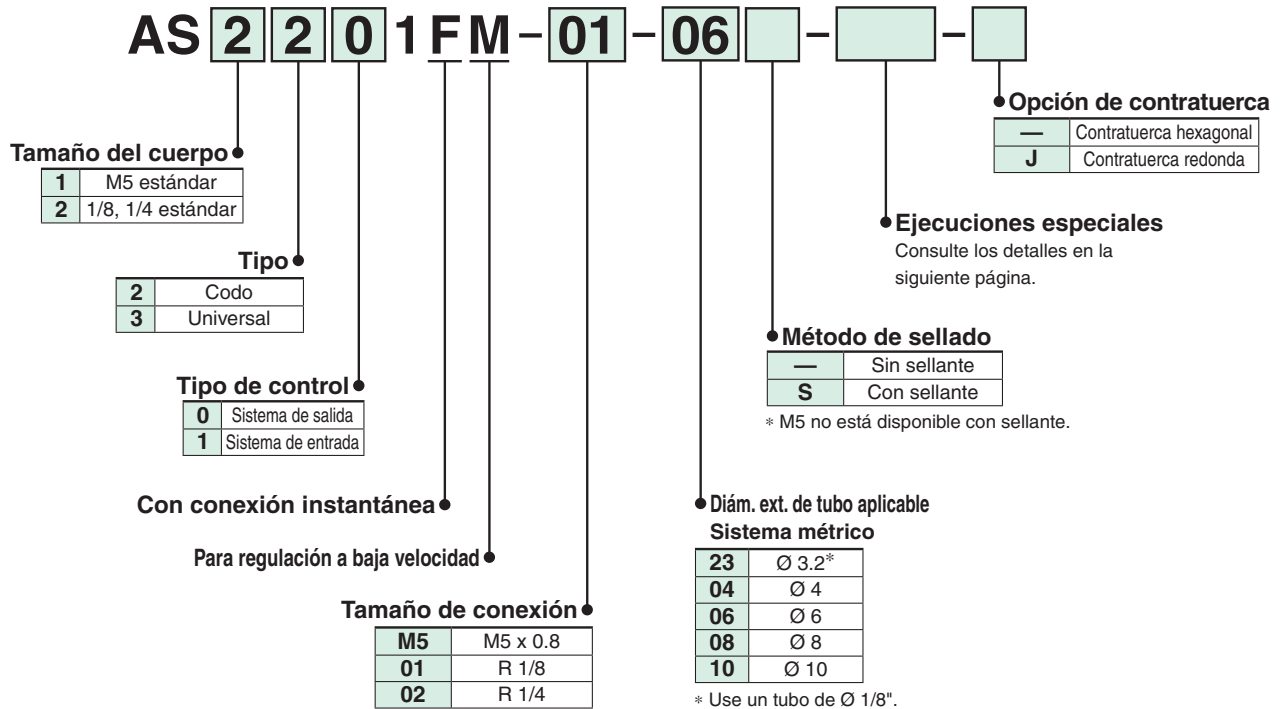 AS 2 2 0 1 F M – 01 – 06 – –
Opción de contratuerca
— Contratuerca hexagonal
J Contratuerca redonda
Tamaño del cuerpo
1 M5 estándar
2 1/8, 1/4 estándar
Ejecuciones especiales
Consulte los detalles en la
siguiente página.
Tipo
2 Codo
3 Universal
Método de sellado
— Sin sellante
S Con sellante
* M5 no está disponible con sellante.
Tipo de control
0 Sistema de salida
1 Sistema de entrada
Con conexión instantánea
Para regulación a baja velocidad
Diám. ext. de tubo aplicable
Sistema métrico
23 Ø 3.2*
04 Ø 4
06 Ø 6
08 Ø 8
10 Ø 10
* Use un tubo de Ø 1/8".
Tamaño de conexión
M5 M5 x 0.8
01 R 1/8
02 R 1/4